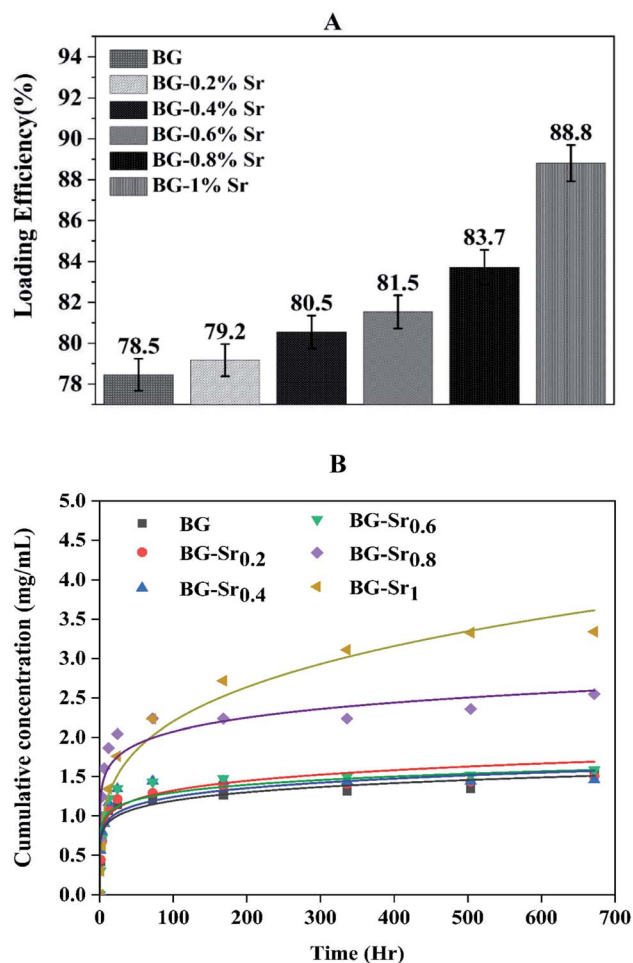 A
Loading Efficiency(%)
94
92
90
88
86
84
82
80
78
BG
BG-0.2% Sr
BG-0.4% Sr
BG-0.6% Sr
BG-0.8% Sr
BG-1% Sr
78.5
79.2
80.5
81.5
83.7
88.8
B
Cumulative concentration (mg/mL)
5.0
4.5
4.0
3.5
3.0
2.5
2.0
1.5
1.0
0.5
0.0
BG
BG-Sr0.2
BG-Sr0.4
BG-Sr0.6
BG-Sr0.8
BG-Sr1
0 100 200 300 400 500 600 700
Time (Hr)